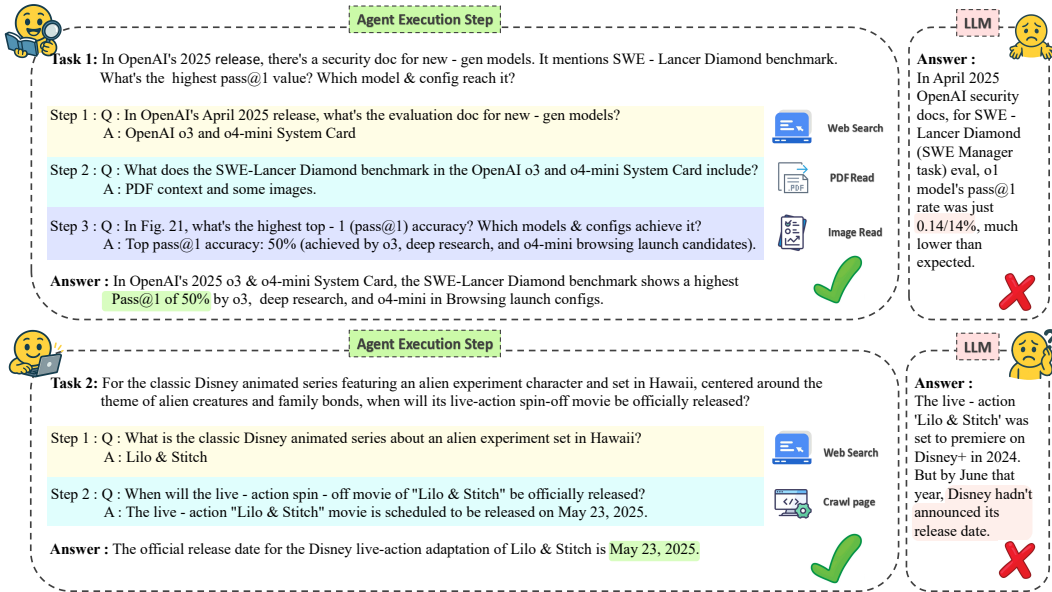 Agent Execution Step
Task 1: In OpenAI's 2025 release, there's a security doc for new - gen models. It mentions SWE - Lancer Diamond benchmark.
What's the highest pass@1 value? Which model & config reach it?
Step 1 : Q : In OpenAI's April 2025 release, what's the evaluation doc for new - gen models?
A : OpenAI o3 and o4-mini System Card
Web Search
Step 2 : Q : What does the SWE-Lancer Diamond benchmark in the OpenAI o3 and o4-mini System Card include?
A : PDF context and some images.
PDF
PDF Read
Step 3 : Q : In Fig. 21, what's the highest top - 1 (pass@1) accuracy? Which models & configs achieve it?
A : Top pass@1 accuracy: 50% (achieved by o3, deep research, and o4-mini browsing launch candidates).
Image Read
Answer : In OpenAI's 2025 o3 & o4-mini System Card, the SWE-Lancer Diamond benchmark shows a highest
Pass@1 of 50% by o3, deep research, and o4-mini in Browsing launch configs.
LLM
Answer :
In April 2025
OpenAI security
docs, for SWE -
Lancer Diamond
(SWE Manager
task) eval, o1
model's pass@1
rate was just
0.14/14%, much
lower than
expected.
Agent Execution Step
Task 2: For the classic Disney animated series featuring an alien experiment character and set in Hawaii, centered around the
theme of alien creatures and family bonds, when will its live-action spin-off movie be officially released?
Step 1 : Q : What is the classic Disney animated series about an alien experiment set in Hawaii?
A : Lilo & Stitch
Web Search
Step 2 : Q : When will the live - action spin - off movie of "Lilo & Stitch" be officially released?
A : The live - action "Lilo & Stitch" movie is scheduled to be released on May 23, 2025.
Crawl page
Answer : The official release date for the Disney live-action adaptation of Lilo & Stitch is May 23, 2025.
LLM
Answer :
The live - action
'Lilo & Stitch' was
set to premiere on
Disney+ in 2024.
But by June that
year, Disney hadn't
announced its
release date.